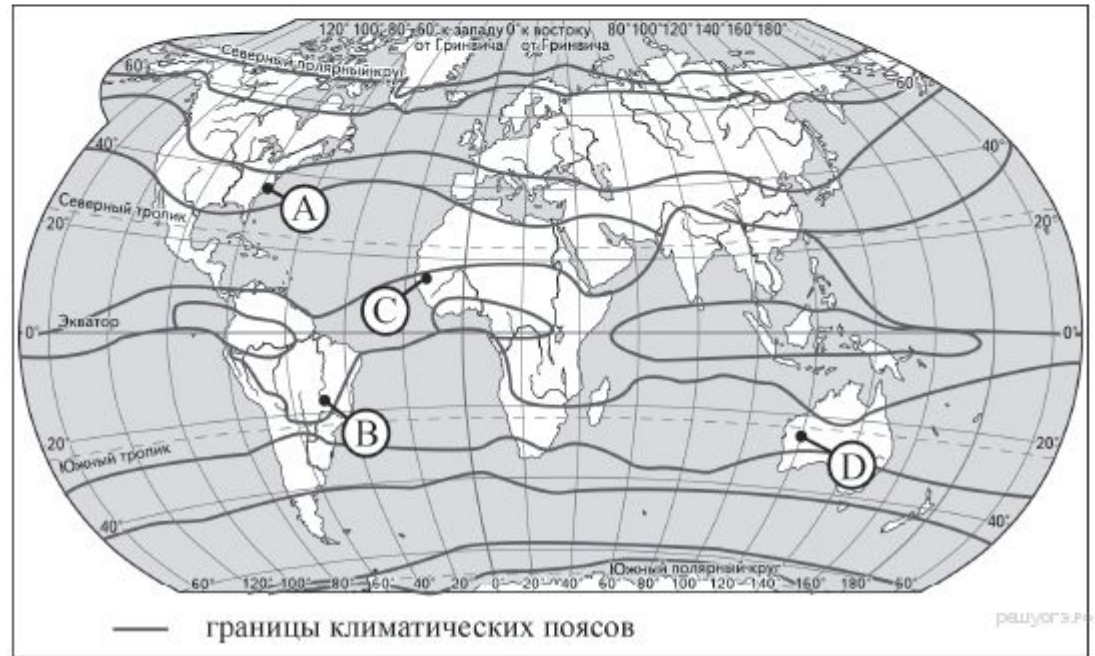 120° 100° 80° 60° к западу 0° к востоку 80° 100° 120° 140° 160° 180°
от Гринвича от Гринвича
Северный полярный круг
60° 60°
40° 40°
A
Северный тропик
20° 20°
C
Экватор
0° 0°
B
D
20° 20°
Южный тропик
40° 40°
Южный полярный круг
60° 120° 100° 80° 60° 40° 20° 0° 20° 40° 60° 80° 100° 120° 140° 160° 180° 60°
границы климатических поясов
решуогэ.рф